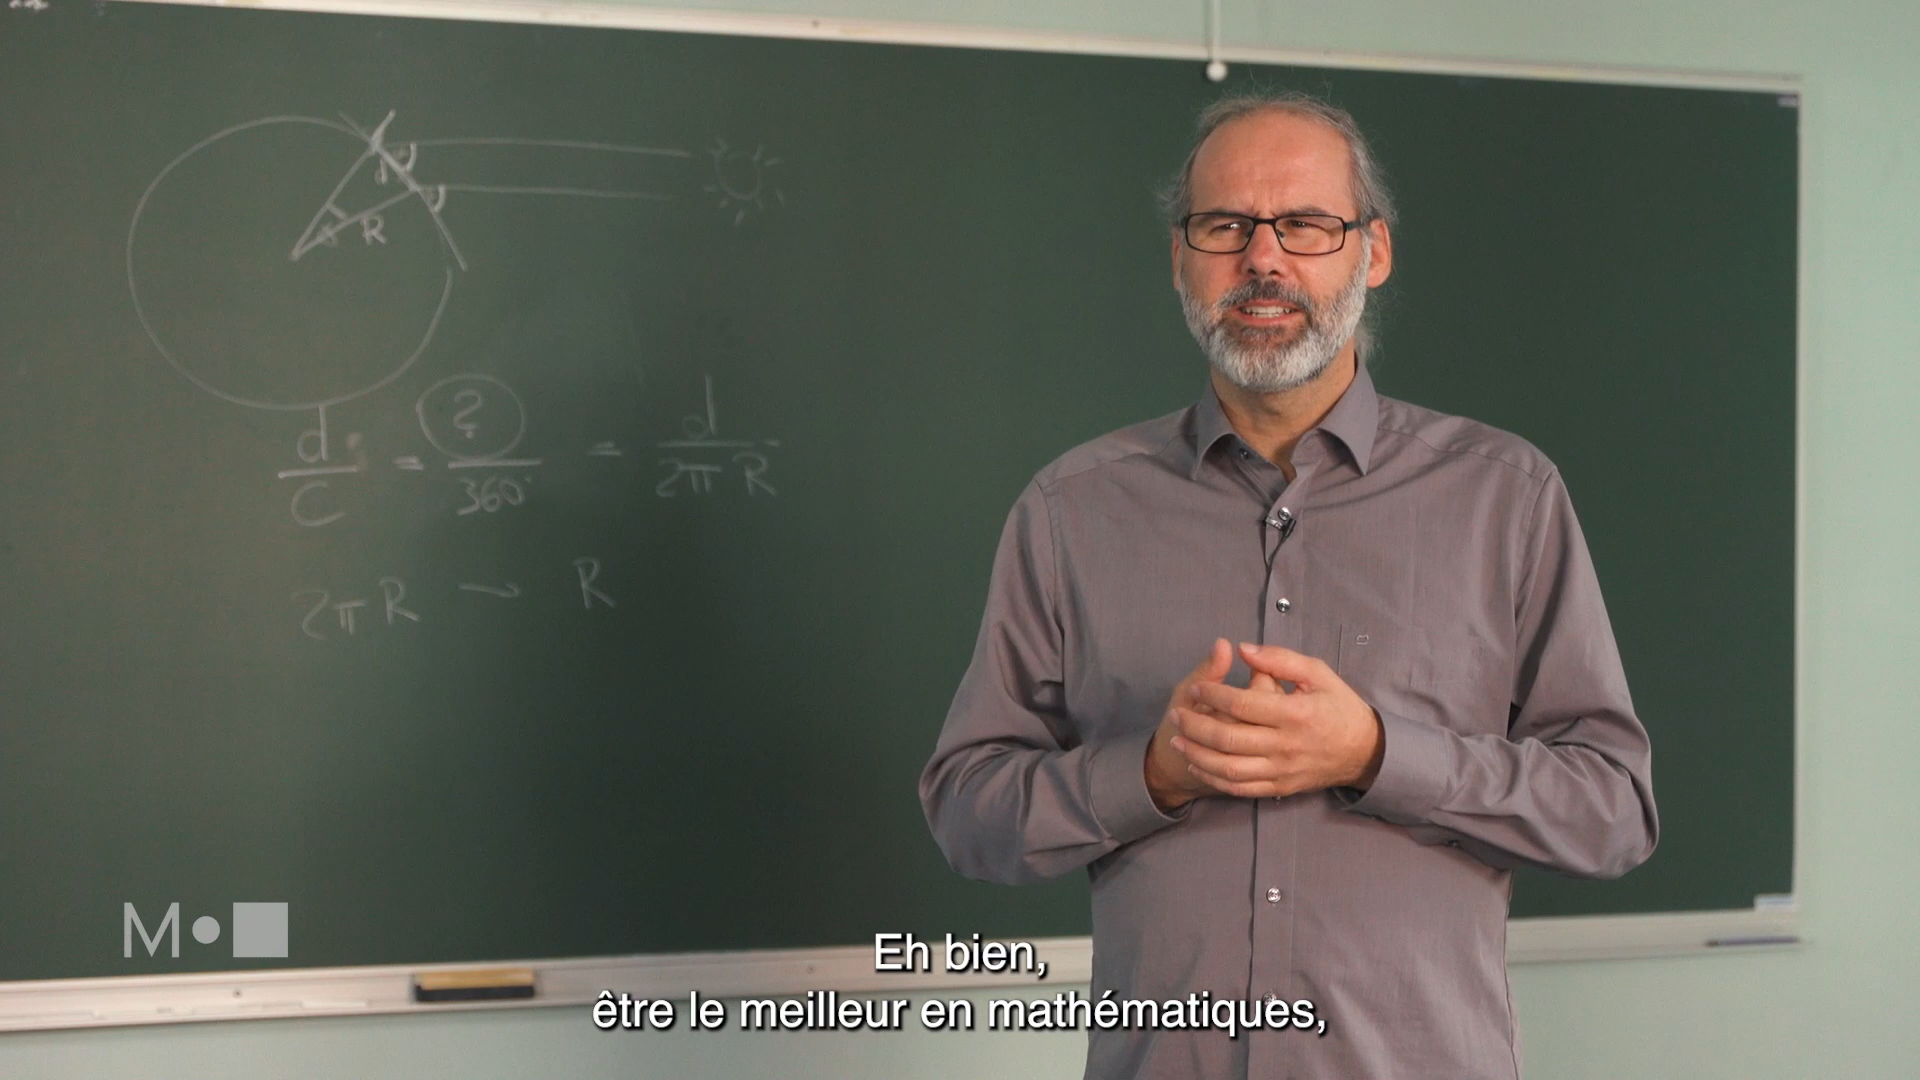 d
R
d/C = ?/360° = d/2πR
2πR → R
M
Eh bien,
être le meilleur en mathématiques,